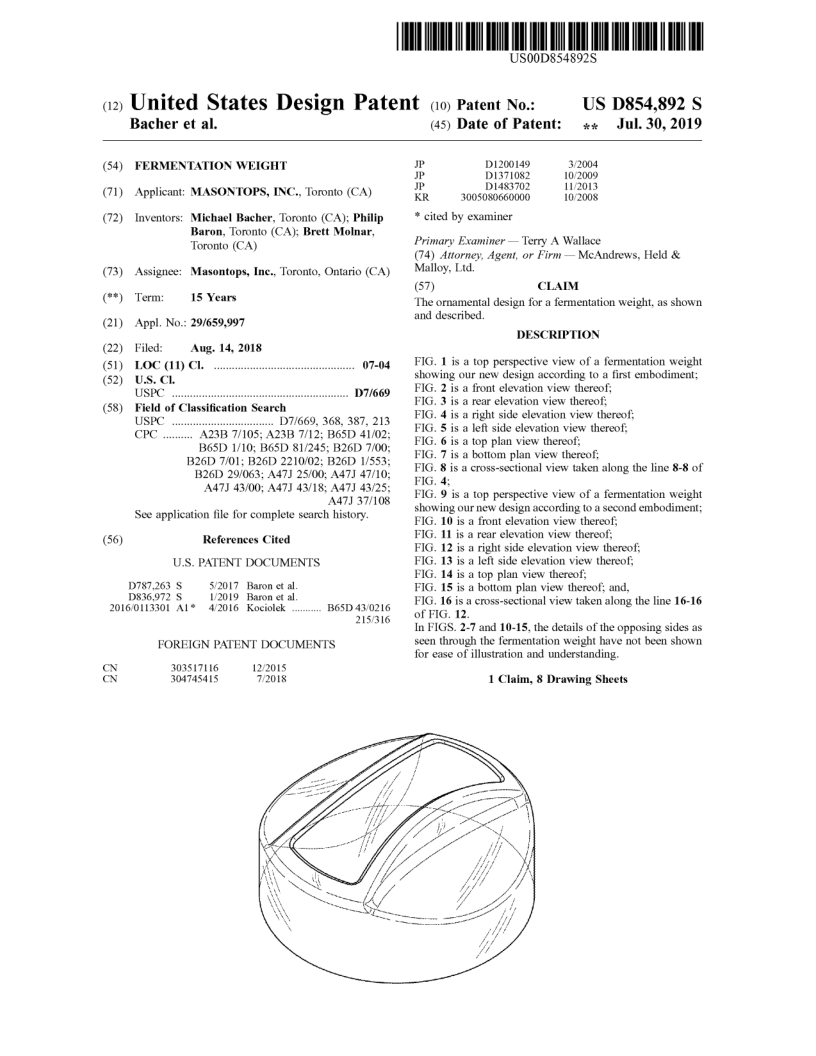 US00D854892S
(12) United States Design Patent
Bacher et al.
(10) Patent No.: US D854,892 S
(45) Date of Patent: ** Jul. 30, 2019
(54) FERMENTATION WEIGHT
(71) Applicant: MASONTOPS, INC., Toronto (CA)
(72) Inventors: Michael Bacher, Toronto (CA); Philip
Baron, Toronto (CA); Brett Molnar,
Toronto (CA)
(73) Assignee: Masontops, Inc., Toronto, Ontario (CA)
(**) Term: 15 Years
(21) Appl. No.: 29/659,997
(22) Filed: Aug. 14, 2018
(51) LOC (11) Cl. ............................................... 07-04
(52) U.S. Cl.
USPC ........................................................... D7/669
(58) Field of Classification Search
USPC .................................. D7/669, 368, 387, 213
CPC .......... A23B 7/105; A23B 7/12; B65D 41/02;
B65D 1/10; B65D 81/245; B26D 7/00;
B26D 7/01; B26D 2210/02; B26D 1/553;
B26D 29/063; A47J 25/00; A47J 47/10;
A47J 43/00; A47J 43/18; A47J 43/25;
A47J 37/108
See application file for complete search history.
(56) References Cited
U.S. PATENT DOCUMENTS
D787,263 S 5/2017 Baron et al.
D836,972 S 1/2019 Baron et al.
2016/0113301 A1* 4/2016 Kociolek ........... B65D 43/0216
215/316
FOREIGN PATENT DOCUMENTS
CN 303517116 12/2015
CN 304745415 7/2018
JP D1200149 3/2004
JP D1371082 10/2009
JP D1483702 11/2013
KR 3005080660000 10/2008
* cited by examiner
Primary Examiner — Terry A Wallace
(74) Attorney, Agent, or Firm — McAndrews, Held &
Malloy, Ltd.
(57) CLAIM
The ornamental design for a fermentation weight, as shown
and described.
DESCRIPTION
FIG. 1 is a top perspective view of a fermentation weight
showing our new design according to a first embodiment;
FIG. 2 is a front elevation view thereof;
FIG. 3 is a rear elevation view thereof;
FIG. 4 is a right side elevation view thereof;
FIG. 5 is a left side elevation view thereof;
FIG. 6 is a top plan view thereof;
FIG. 7 is a bottom plan view thereof;
FIG. 8 is a cross-sectional view taken along the line 8-8 of
FIG. 4;
FIG. 9 is a top perspective view of a fermentation weight
showing our new design according to a second embodiment;
FIG. 10 is a front elevation view thereof;
FIG. 11 is a rear elevation view thereof;
FIG. 12 is a right side elevation view thereof;
FIG. 13 is a left side elevation view thereof;
FIG. 14 is a top plan view thereof;
FIG. 15 is a bottom plan view thereof; and,
FIG. 16 is a cross-sectional view taken along the line 16-16
of FIG. 12.
In FIGS. 2-7 and 10-15, the details of the opposing sides as
seen through the fermentation weight have not been shown
for ease of illustration and understanding.
1 Claim, 8 Drawing Sheets